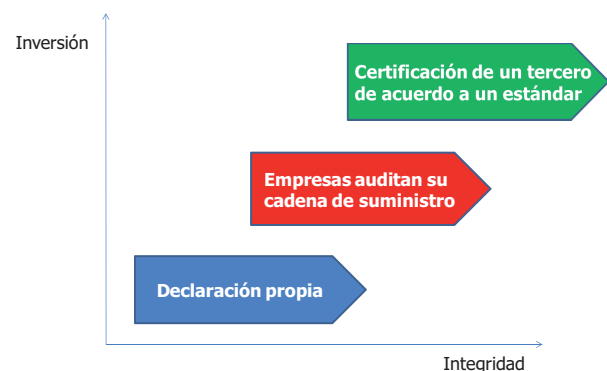 Inversión
Certificación de un tercero
de acuerdo a un estándar
Empresas auditan su
cadena de suministro
Declaración propia
Integridad